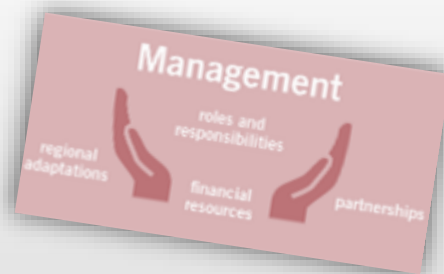 Management
roles and
responsibilities
regional
adaptations
financial
resources
partnerships